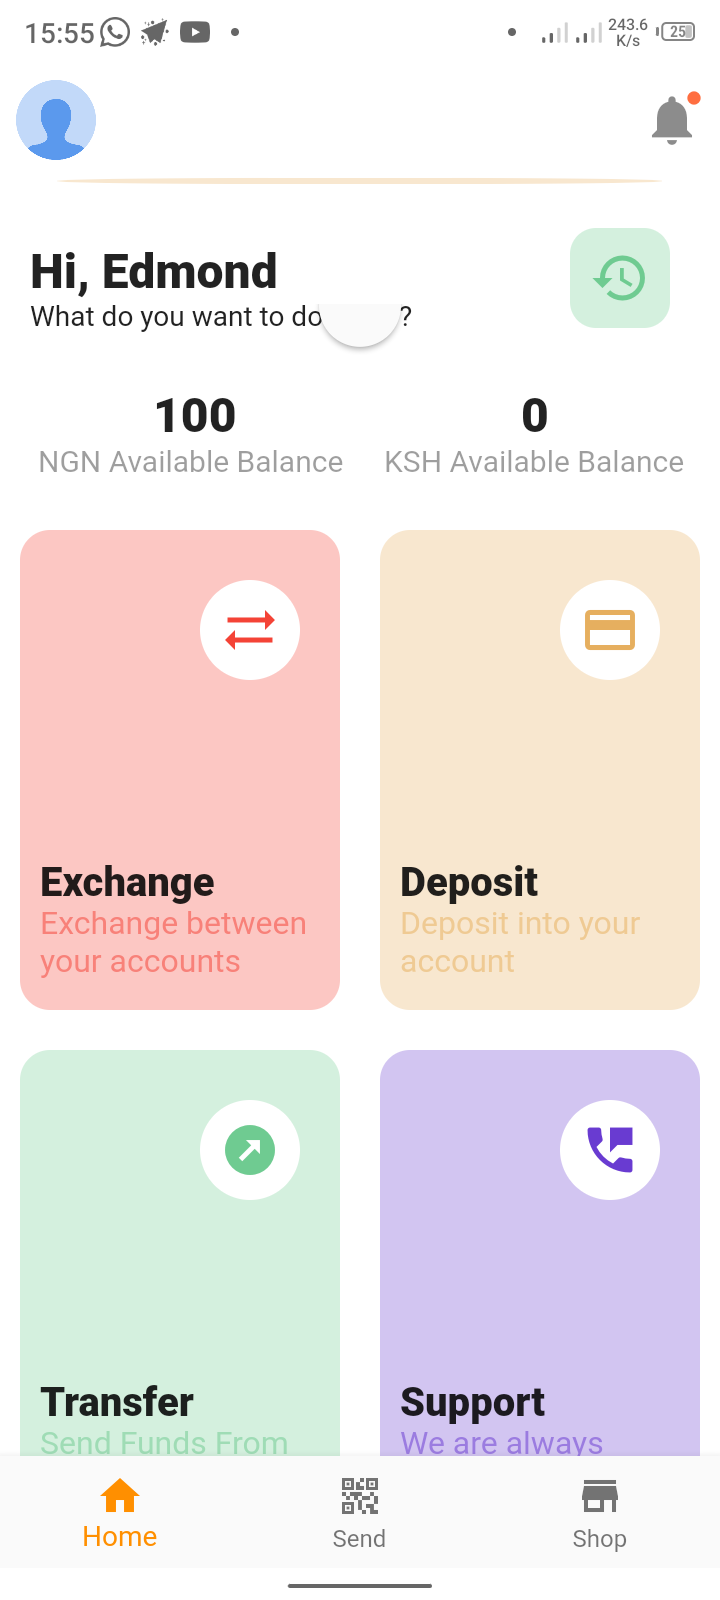 15:55
243.6
K/s
25
Hi, Edmond
What do you want to do ?
100
NGN Available Balance
0
KSH Available Balance
Exchange
Exchange between
your accounts
Deposit
Deposit into your
account
Transfer
Send Funds From
Support
We are always
Home
Send
Shop